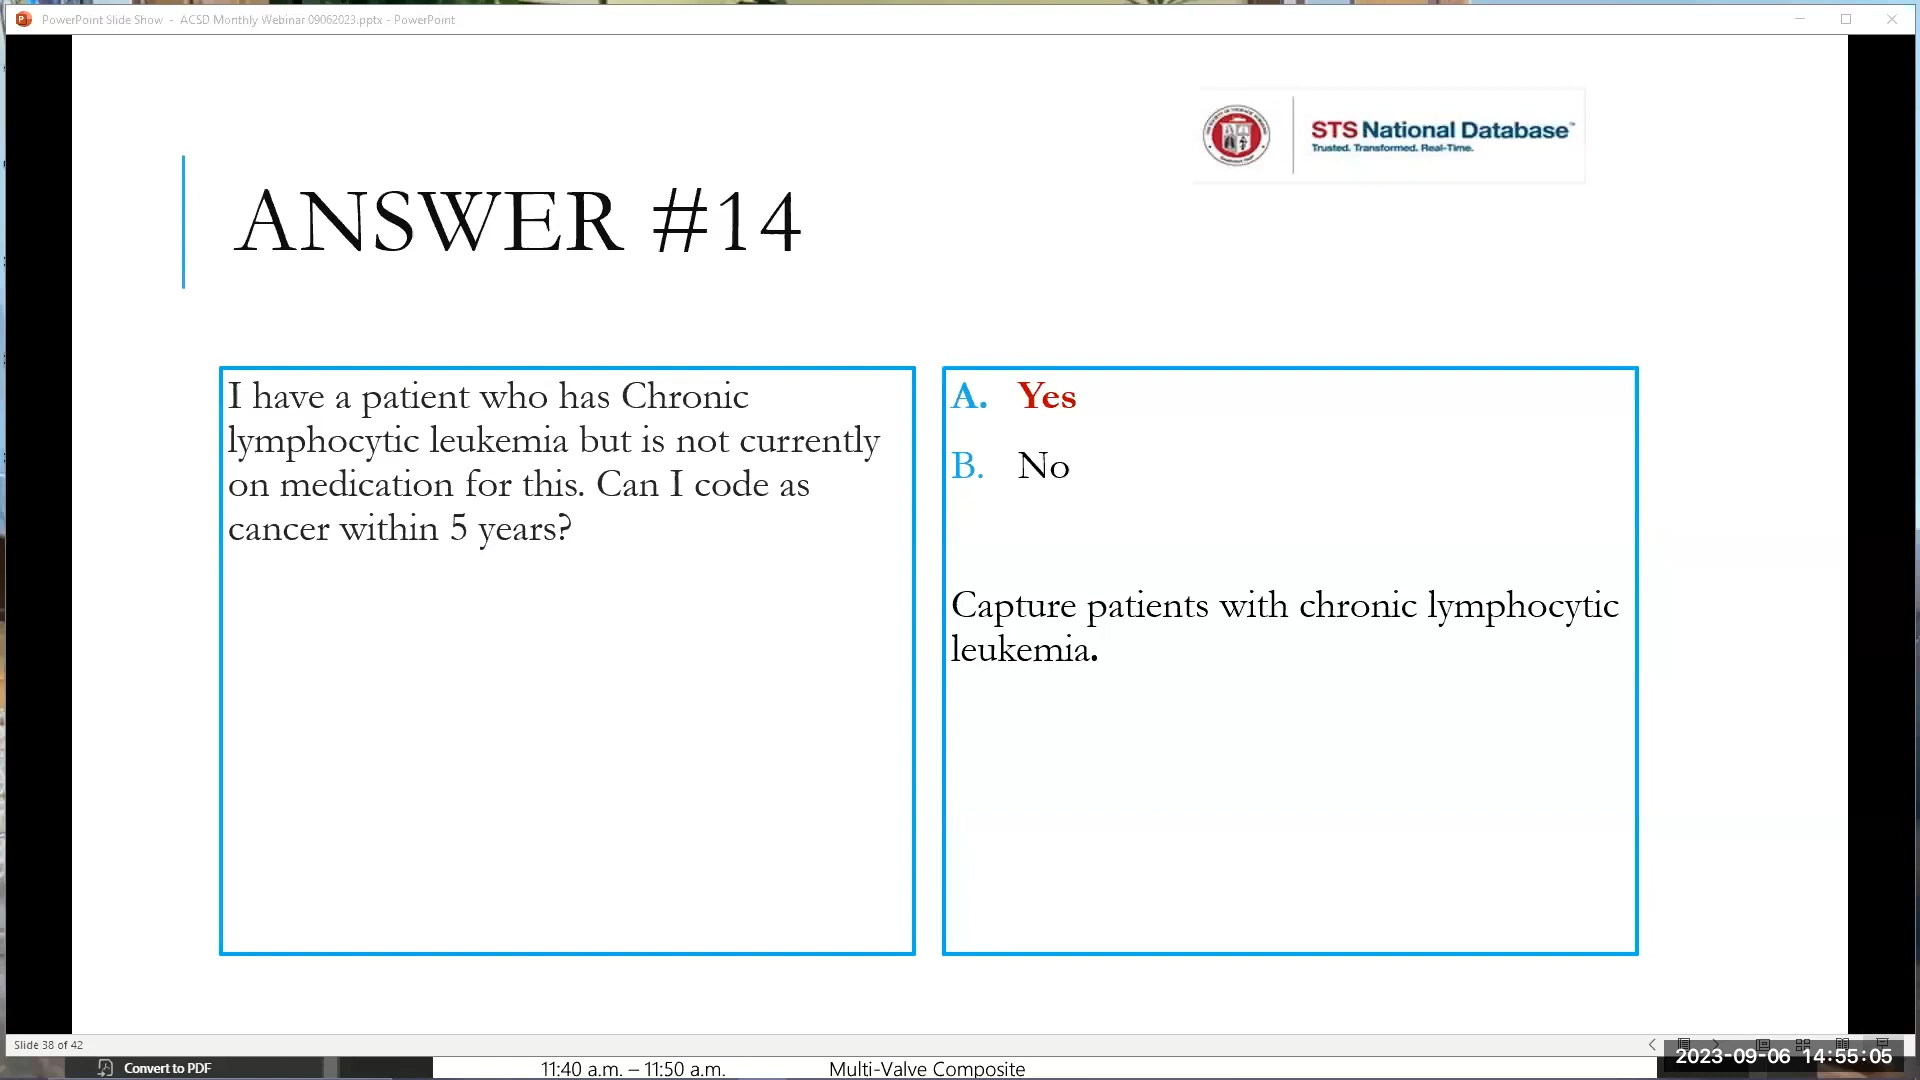 PowerPoint Slide Show - ACSD Monthly Webinar 09062023.pptx - PowerPoint
STS National Database™
Trusted. Transformed. Real-Time.
ANSWER #14
I have a patient who has Chronic
lymphocytic leukemia but is not currently
on medication for this. Can I code as
cancer within 5 years?
A. Yes
B. No
Capture patients with chronic lymphocytic
leukemia.
Slide 38 of 42
Convert to PDF
11:40 a.m. – 11:50 a.m.
Multi-Valve Composite
2023-09-06 14:55:05